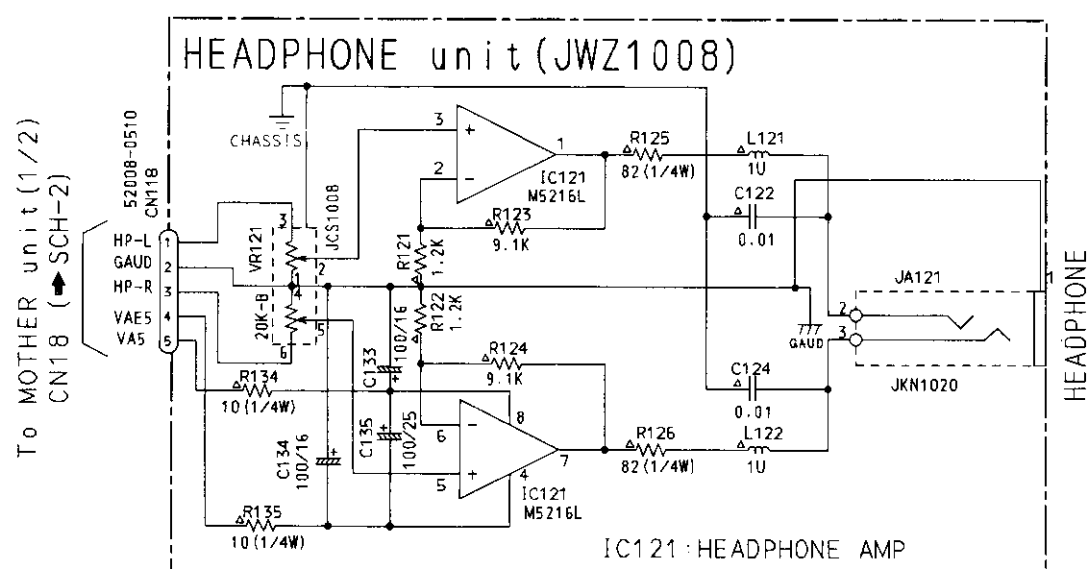 HEADPHONE unit(JWZ1008)
To MOTHER unit(1/2)
CN18 (➡SCH-2)
52008-0510
CN118
HP-L
GAUD
HP-R
VAE5
VA5
1
2
3
4
5
CHASSIS
JCS1008
VR121
20K-B
3
2
1
4
5
6
3
+
2
-
1
IC121
M5216L
R123
9.1K
R121
1.2K
R122
1.2K
R124
9.1K
R125
82(1/4W)
L121
1U
C122
0.01
JA121
1
2
3
GAUD
JKN1020
HEADPHONE
C124
0.01
R126
82(1/4W)
L122
1U
R134
10(1/4W)
R135
10(1/4W)
C133
100/16
+
C134
100/16
+
C135
100/25
+
6
-
5
+
8
4
7
IC121
M5216L
IC121:HEADPHONE AMP